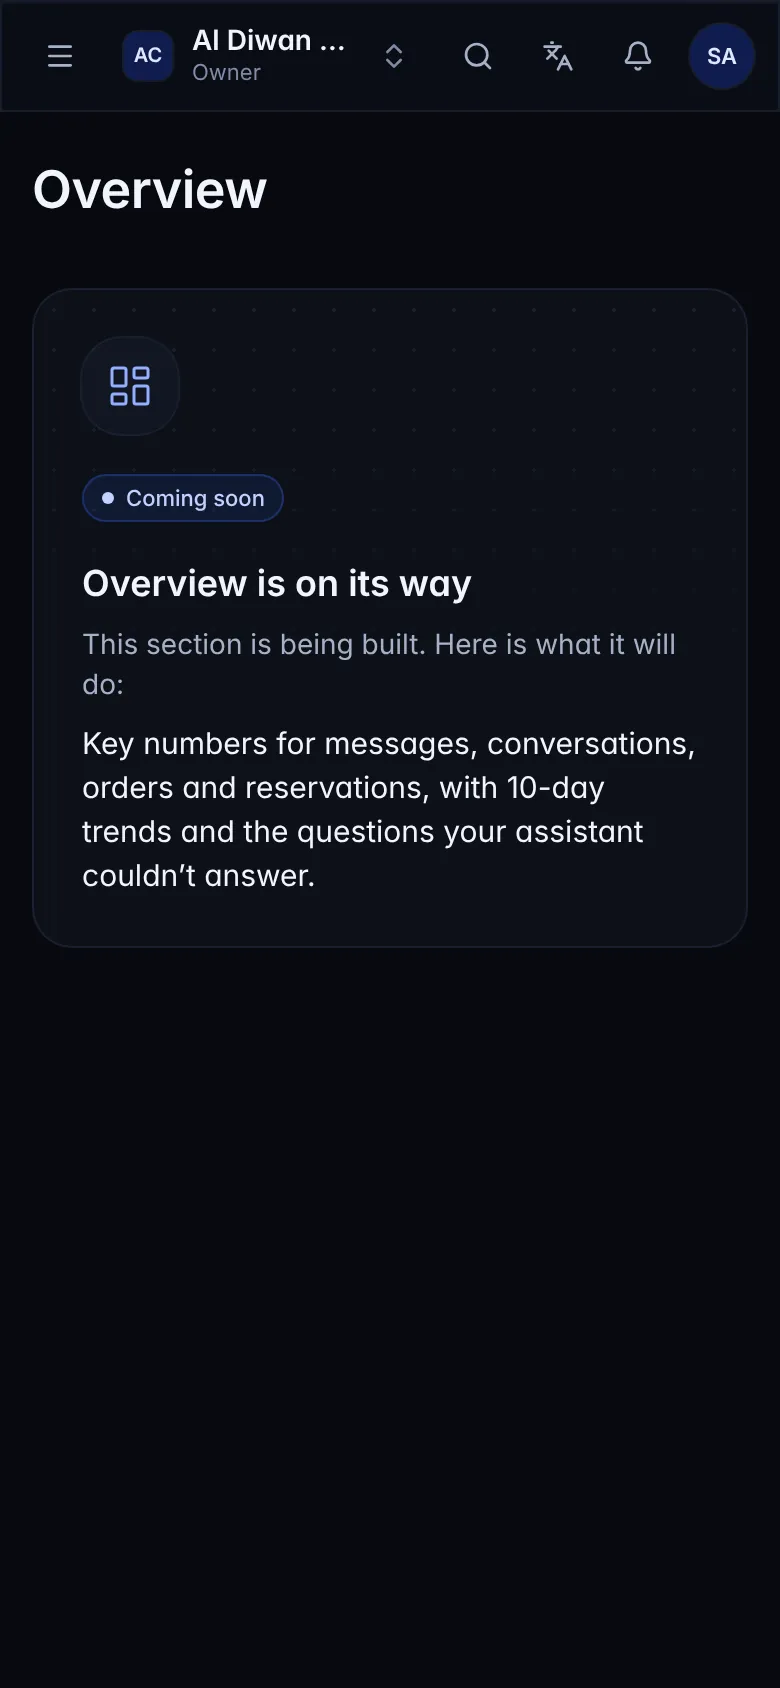 AC
Al Diwan ...
Owner
SA
Overview
Coming soon
Overview is on its way
This section is being built. Here is what it will
do:
Key numbers for messages, conversations,
orders and reservations, with 10-day
trends and the questions your assistant
couldn’t answer.